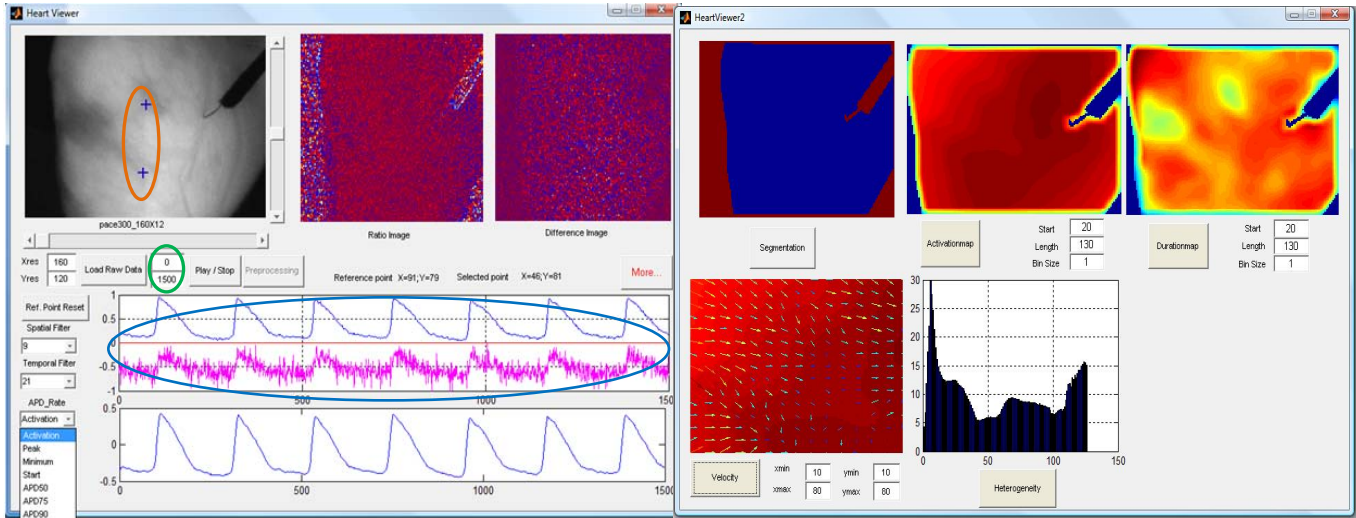 Heart Viewer
pace300_160X12
Ratio Image
Difference Image
Xres 160
Yres 120
Load Raw Data
0
1500
Play / Stop
Preprocessing
Reference point X=91;Y=79 Selected point X=46;Y=81
More...
Ref. Point Reset
Spatial Filter
9
Temporal Filter
21
APD_Rate
Activation
Activation
Peak
Minimum
Start
APD50
APD75
APD90
1
0.5
0
-0.5
-1
0 500 1000 1500
0.5
0
-0.5
0 500 1000 1500
HeartViewer2
Segmentation
Activationmap
Start 20
Length 130
Bin Size 1
Durationmap
Start 20
Length 130
Bin Size 1
Velocity
xmin 10 ymin 10
xmax 80 ymax 80
30
25
20
15
10
5
0
0 50 100 150
Heterogeneity